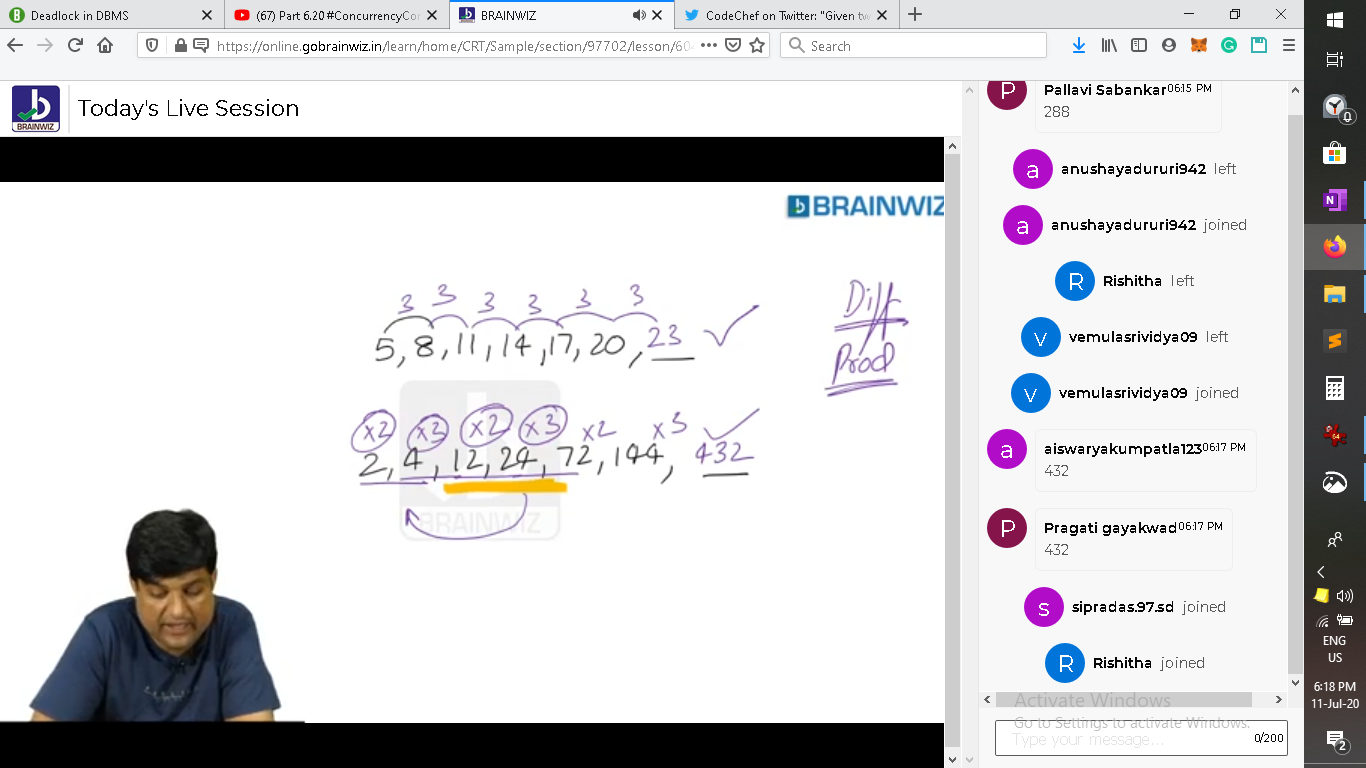 Deadlock in DBMS
(67) Part 6.20 #ConcurrencyCor
BRAINWIZ
CodeChef on Twitter: "Given tw
https://online.gobrainwiz.in/learn/home/CRT/Sample/section/97702/lesson/604
Search
BRAINWIZ
Today's Live Session
BRAINWIZ
3 3 3 3 3 3
5, 8, 11, 14, 17, 20, 23
Diff
Prod
x2 x3 x2 x3 x2 x3
2, 4, 12, 24, 72, 144, 432
BRAINWIZ
P
Pallavi Sabankar 06:15 PM
288
a
anushayadururi942 left
a
anushayadururi942 joined
R
Rishitha left
v
vemulasrividya09 left
v
vemulasrividya09 joined
a
aiswaryakumpatla123 06:17 PM
432
P
Pragati gayakwad 06:17 PM
432
s
sipradas.97.sd joined
R
Rishitha joined
Activate Windows
Go to Settings to activate Windows.
Type your message...
0/200
64
ENG
US
6:18 PM
11-Jul-20
2